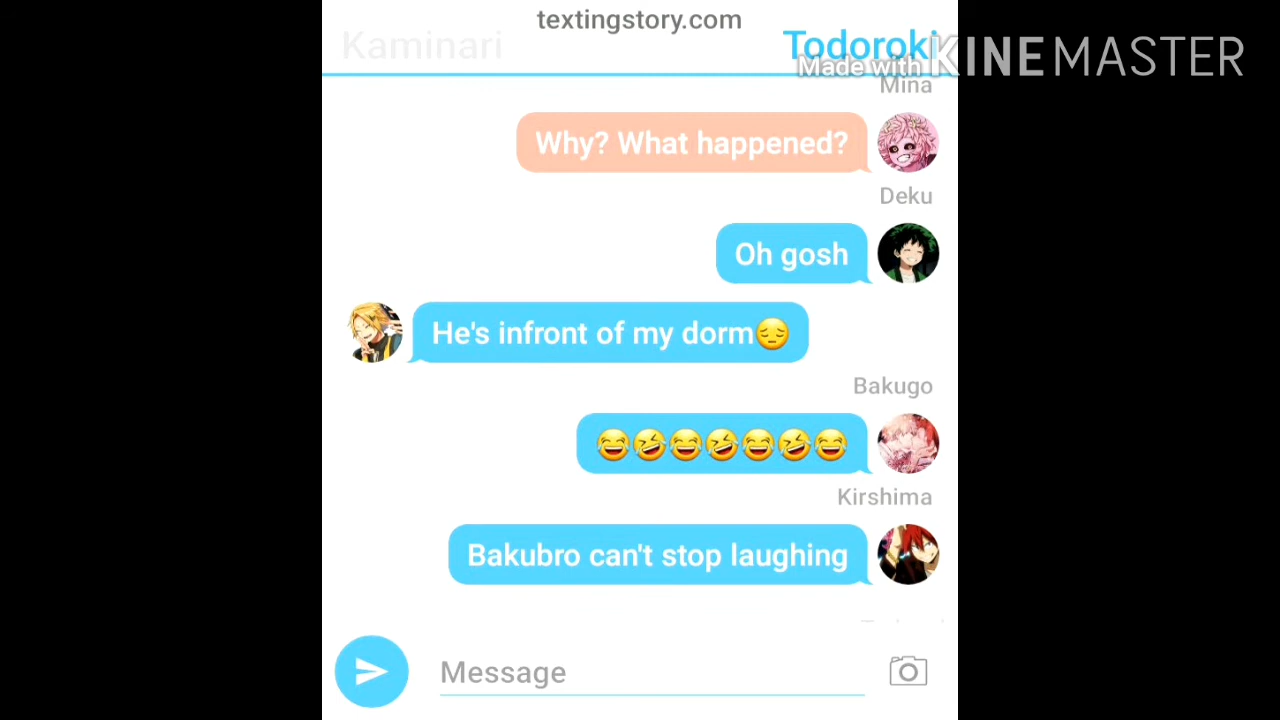 textingstory.com
Kaminari
Todoroki
Made with KINEMASTER
Mina
Why? What happened?
Deku
Oh gosh
He's infront of my dorm😔
Bakugo
😂🤣😂🤣😂🤣😂
Kirshima
Bakubro can't stop laughing
Message